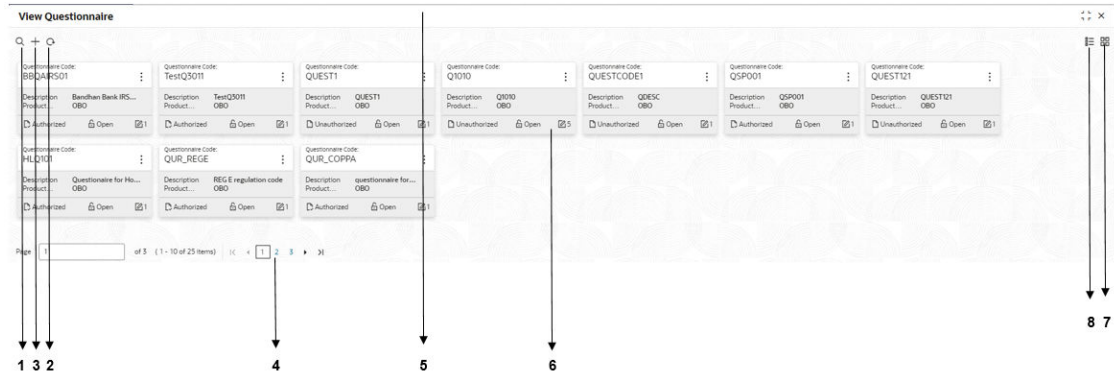 View Questionnaire
Questionnaire Code: Questionnaire Code: Questionnaire Code: Questionnaire Code: Questionnaire Code: Questionnaire Code: Questionnaire Code:
BBQAIRS01 TestQ3011 QUEST1 Q1010 QUESTCODE1 QSP001 QUEST121
Description Bandhan Bank IRS... Description TestQ3011 Description QUEST1 Description Q1010 Description QDESC Description QSP001 Description QUEST121
Product... OBO Product... OBO Product... OBO Product... OBO Product... OBO Product... OBO Product... OBO
Authorized Open 1 Authorized Open 1 Unauthorized Open 1 Unauthorized Open 5 Unauthorized Open 1 Authorized Open 1 Unauthorized Open 1
Questionnaire Code: Questionnaire Code: Questionnaire Code:
HLQ101 QUR_REGE QUR_COPPA
Description Questionaire for Ho... Description REG E regulation code Description questionnaire for...
Product... OBO Product... OBO Product... OBO
Authorized Open 1 Authorized Open 1 Authorized Open 1
Page 1 of 3 (1 - 10 of 25 items) 1 2 3
8 7
1 3 2 4 5 6